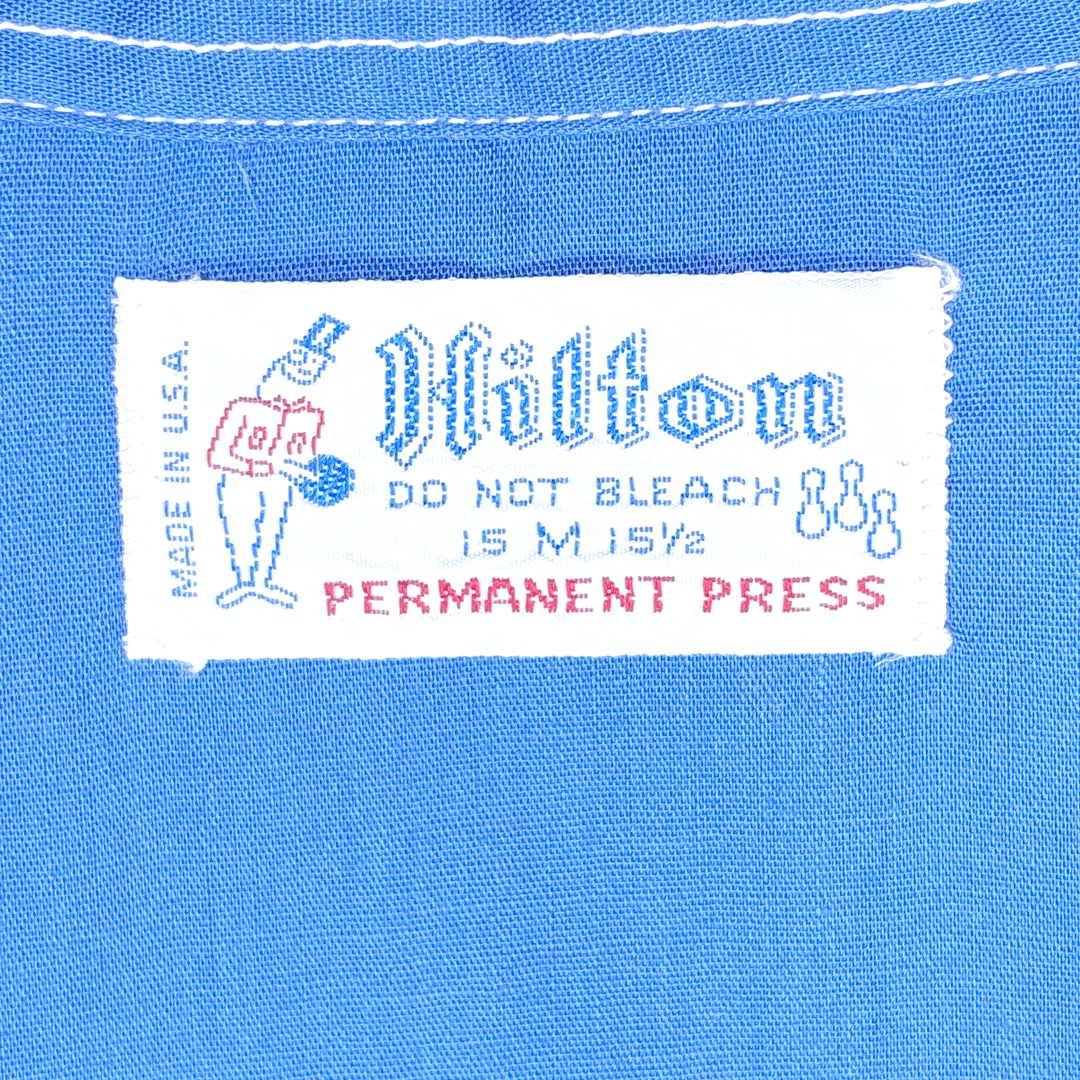 MADE IN U.S.A.
Hilton
DO NOT BLEACH
15 M 15½
PERMANENT PRESS